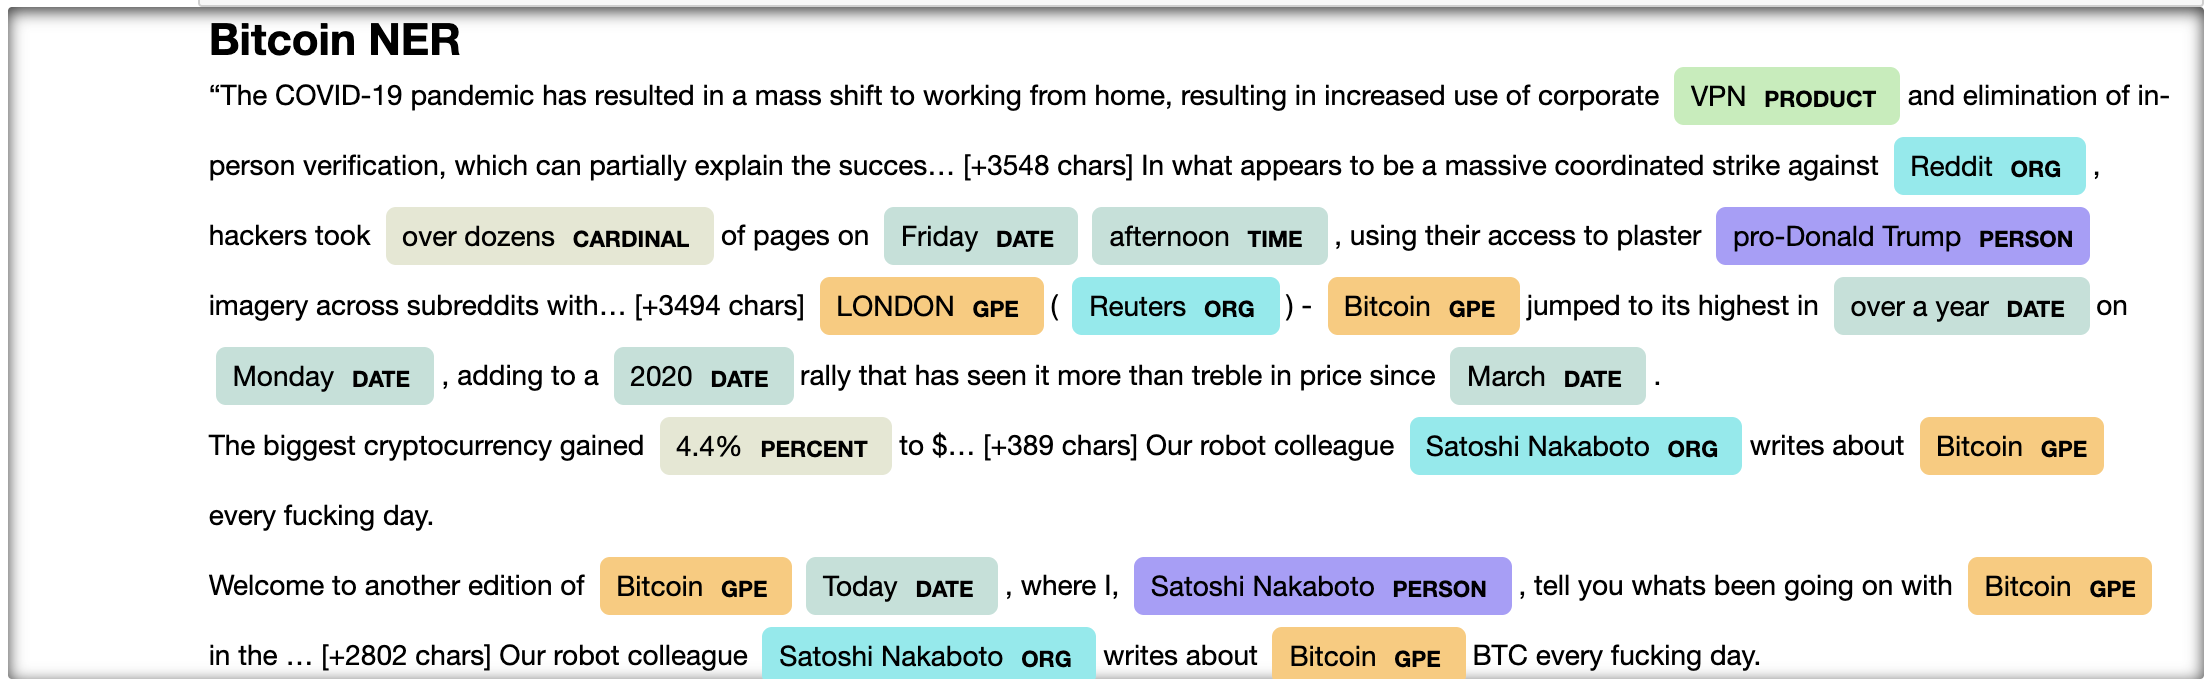 Bitcoin NER
“The COVID-19 pandemic has resulted in a mass shift to working from home, resulting in increased use of corporate VPN PRODUCT and elimination of in-
person verification, which can partially explain the succes… [+3548 chars] In what appears to be a massive coordinated strike against Reddit ORG ,
hackers took over dozens CARDINAL of pages on Friday DATE afternoon TIME , using their access to plaster pro-Donald Trump PERSON
imagery across subreddits with… [+3494 chars] LONDON GPE ( Reuters ORG ) - Bitcoin GPE jumped to its highest in over a year DATE on
Monday DATE , adding to a 2020 DATE rally that has seen it more than treble in price since March DATE .
The biggest cryptocurrency gained 4.4% PERCENT to $… [+389 chars] Our robot colleague Satoshi Nakaboto ORG writes about Bitcoin GPE
every fucking day.
Welcome to another edition of Bitcoin GPE Today DATE , where I, Satoshi Nakaboto PERSON , tell you whats been going on with Bitcoin GPE
in the … [+2802 chars] Our robot colleague Satoshi Nakaboto ORG writes about Bitcoin GPE BTC every fucking day.